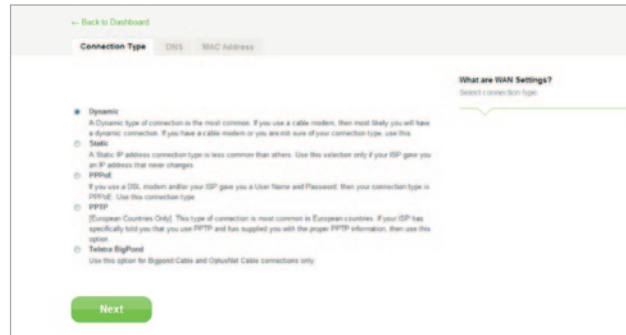 ← Back to Dashboard
Connection Type DNS MAC Address
What are WAN Settings?
Select connection type.
Dynamic
A Dynamic type of connection is the most common. If you use a cable modem, then most likely you will have
a dynamic connection. If you have a cable modem or you are not sure of your connection type, use this.
Static
A Static IP address connection type is less common than others. Use this selection only if your ISP gave you
an IP address that never changes.
PPPoE
If you use a DSL modem and/or your ISP gave you a User Name and Password, then your connection type is
PPPoE. Use this connection type.
PPTP
[European Countries Only]. This type of connection is most common in European countries. If your ISP has
specifically told you that you use PPTP and has supplied you with the proper PPTP information, then use this
option.
Telstra BigPond
Use this option for Bigpond Cable and OptusNet Cable connections only.
Next